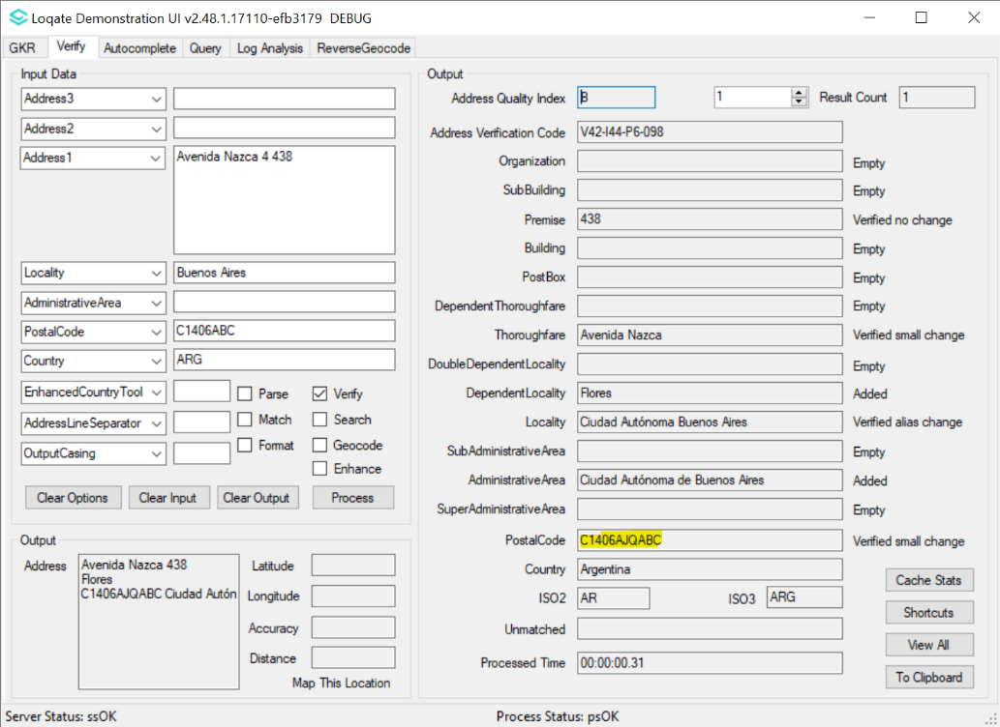 Loqate Demonstration UI v2.48.1.17110-efb3179 DEBUG
GKR Verify Autocomplete Query Log Analysis ReverseGeocode
Input Data
Address3
Address2
Address1 Avenida Nazca 4 438
Locality Buenos Aires
AdministrativeArea
PostalCode C1406ABC
Country ARG
EnhancedCountryTool Parse Verify
AddressLineSeparator Match Search
OutputCasing Format Geocode
Enhance
Clear Options Clear Input Clear Output Process
Output
Address Avenida Nazca 438
Flores
C1406AJQABC Ciudad Autón
Latitude
Longitude
Accuracy
Distance
Map This Location
Output
Address Quality Index B 1 Result Count 1
Address Verification Code V42-I44-P6-098
Organization Empty
SubBuilding Empty
Premise 438 Verified no change
Building Empty
PostBox Empty
DependentThoroughfare Empty
Thoroughfare Avenida Nazca Verified small change
DoubleDependentLocality Empty
DependentLocality Flores Added
Locality Ciudad Autónoma Buenos Aires Verified alias change
SubAdministrativeArea Empty
AdministrativeArea Ciudad Autónoma de Buenos Aires Added
SuperAdministrativeArea Empty
PostalCode C1406AJQABC Verified small change
Country Argentina
ISO2 AR ISO3 ARG
Unmatched
Processed Time 00:00:00.31
Cache Stats
Shortcuts
View All
To Clipboard
Server Status: ssOK Process Status: psOK